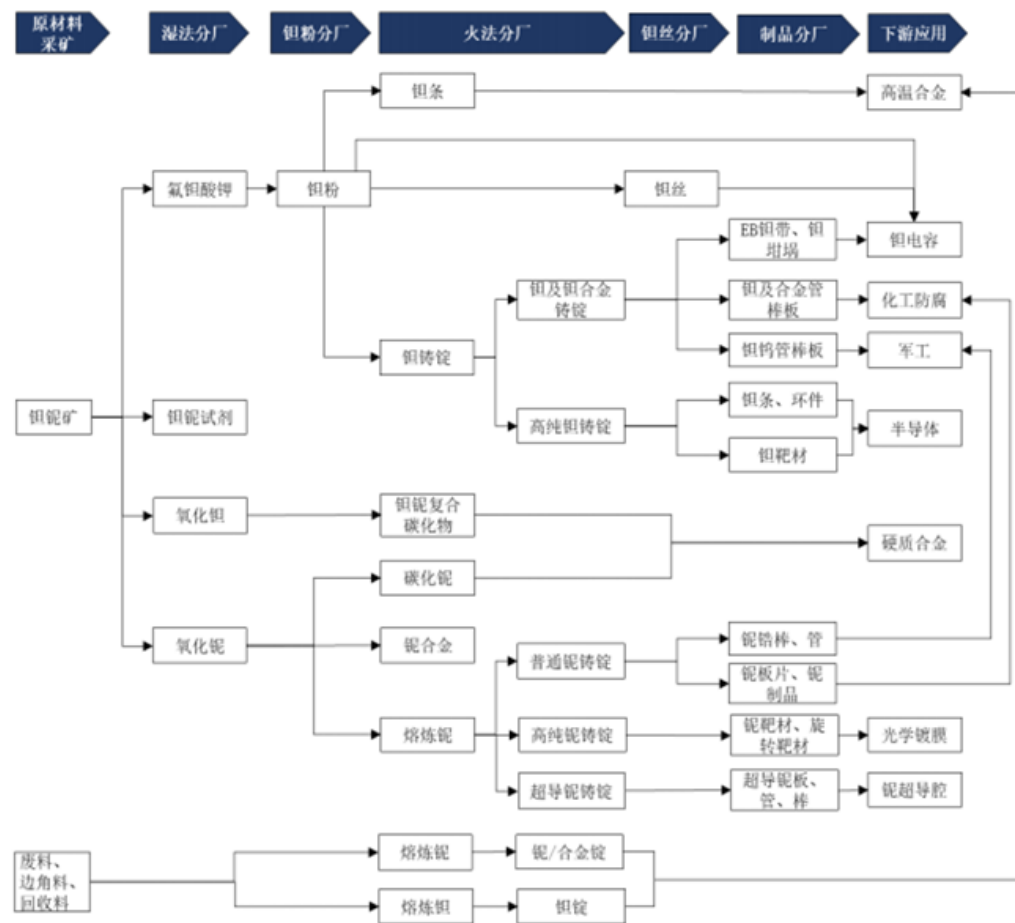 原材料
采矿
湿法分厂
钽粉分厂
火法分厂
钽丝分厂
制品分厂
下游应用
钽条
高温合金
氟钽酸钾
钽粉
钽丝
EB钽带、钽
坩埚
钽电容
钽及钽合金
铸锭
钽及合金管
棒板
化工防腐
钽铸锭
钽钨管棒板
军工
钽铌矿
钽铌试剂
高纯钽铸锭
钽条、环件
钽靶材
半导体
氧化钽
钽铌复合
碳化物
硬质合金
碳化铌
氧化铌
铌合金
普通铌铸锭
铌锆棒、管
铌板片、铌
制品
熔炼铌
高纯铌铸锭
铌靶材、旋
转靶材
光学镀膜
超导铌铸锭
超导铌板、
管、棒
铌超导腔
废料、
边角料、
回收料
熔炼铌
铌/合金锭
熔炼钽
钽锭